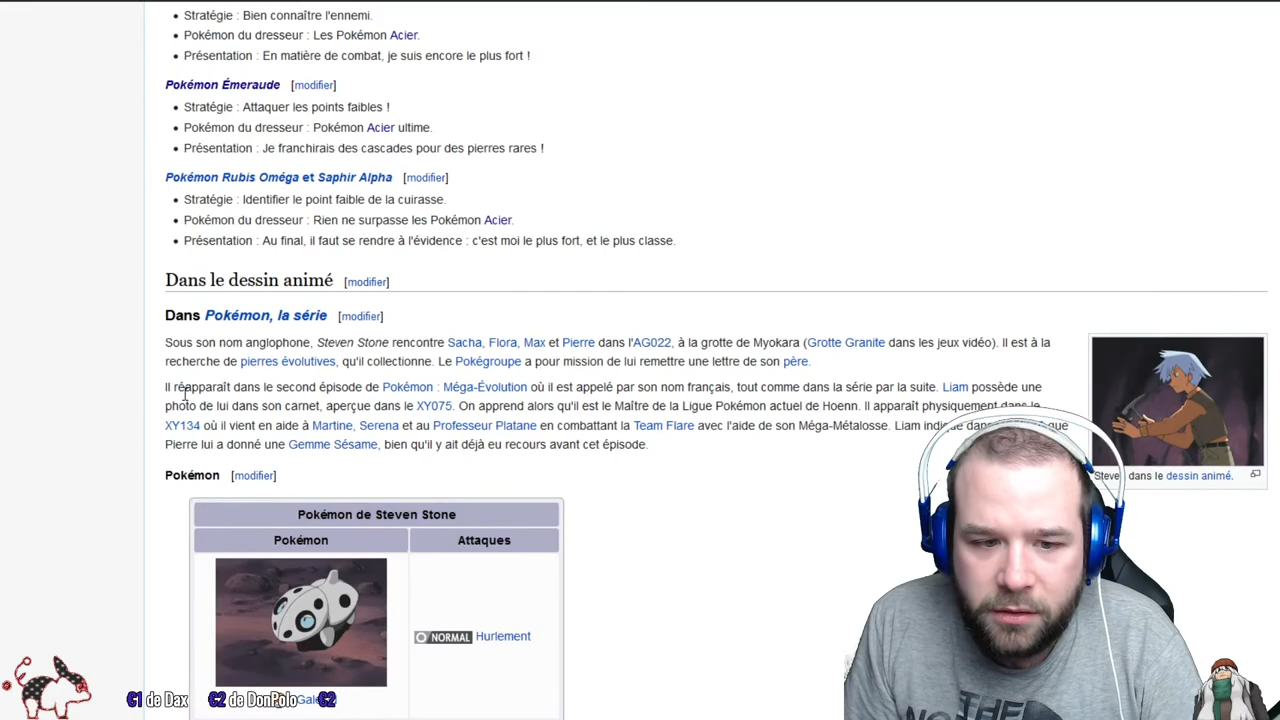 Stratégie : Bien connaître l'ennemi.
Pokémon du dresseur : Les Pokémon Acier.
Présentation : En matière de combat, je suis encore le plus fort !
Pokémon Émeraude [modifier]
Stratégie : Attaquer les points faibles !
Pokémon du dresseur : Pokémon Acier ultime.
Présentation : Je franchirais des cascades pour des pierres rares !
Pokémon Rubis Oméga et Saphir Alpha [modifier]
Stratégie : Identifier le point faible de la cuirasse.
Pokémon du dresseur : Rien ne surpasse les Pokémon Acier.
Présentation : Au final, il faut se rendre à l'évidence : c'est moi le plus fort, et le plus classe.
Dans le dessin animé [modifier]
Dans Pokémon, la série [modifier]
Sous son nom anglophone, Steven Stone rencontre Sacha, Flora, Max et Pierre dans l'AG022, à la grotte de Myokara (Grotte Granite dans les jeux vidéo). Il est à la
recherche de pierres évolutives, qu'il collectionne. Le Pokégroupe a pour mission de lui remettre une lettre de son père.
Il réapparaît dans le second épisode de Pokémon : Méga-Évolution où il est appelé par son nom français, tout comme dans la série par la suite. Liam possède une
photo de lui dans son carnet, aperçue dans le XY075. On apprend alors qu'il est le Maître de la Ligue Pokémon actuel de Hoenn. Il apparaît physiquement dans le
XY134 où il vient en aide à Martine, Serena et au Professeur Platane en combattant la Team Flare avec l'aide de son Méga-Métalosse. Liam indique que
Pierre lui a donné une Gemme Sésame, bien qu'il y ait déjà eu recours avant cet épisode.
Steven dans le dessin animé.
Pokémon [modifier]
Pokémon de Steven Stone
Pokémon Attaques
NORMAL Hurlement
C1 de Dax C2 de DonPolo C2
THE